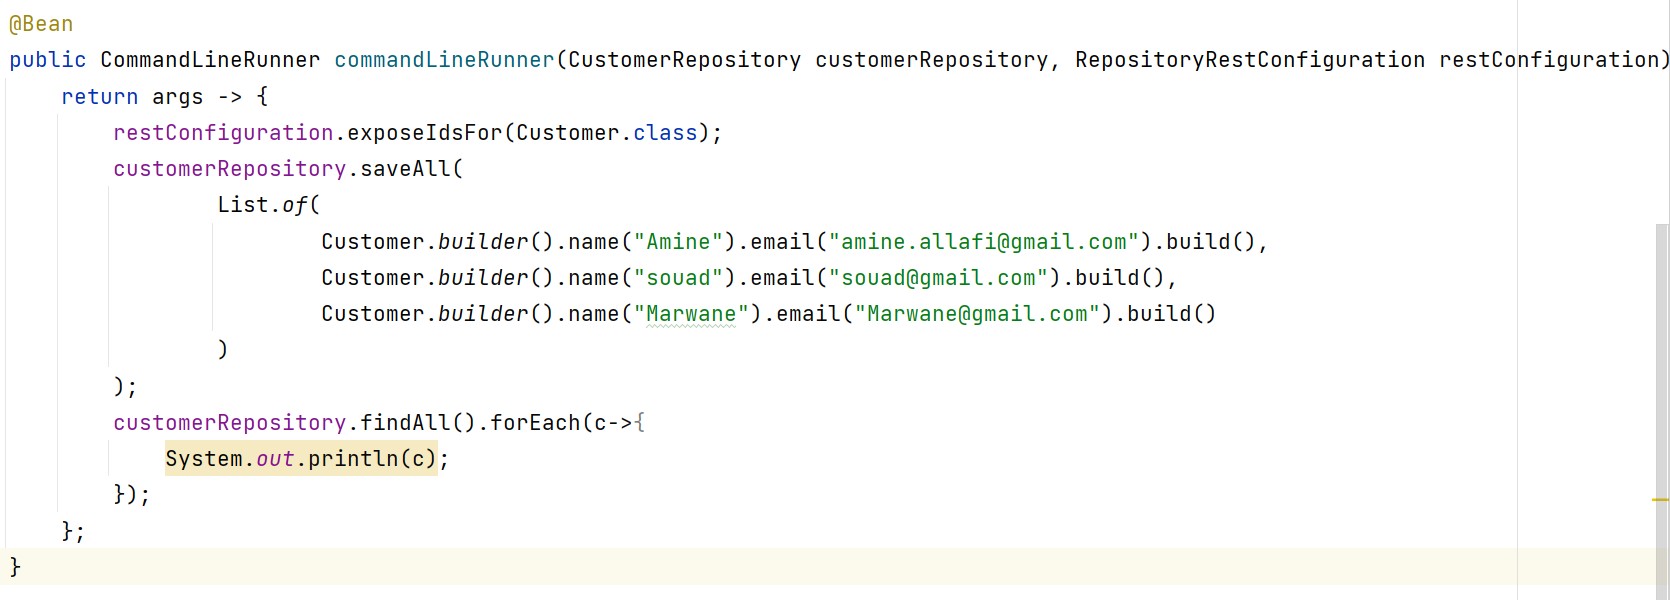 @Bean
public CommandLineRunner commandLineRunner(CustomerRepository customerRepository, RepositoryRestConfiguration restConfiguration)
return args -> {
restConfiguration.exposeIdsFor(Customer.class);
customerRepository.saveAll(
List.of(
Customer.builder().name("Amine").email("amine.allafi@gmail.com").build(),
Customer.builder().name("souad").email("souad@gmail.com").build(),
Customer.builder().name("Marwane").email("Marwane@gmail.com").build()
)
);
customerRepository.findAll().forEach(c->{
System.out.println(c);
});
};
}